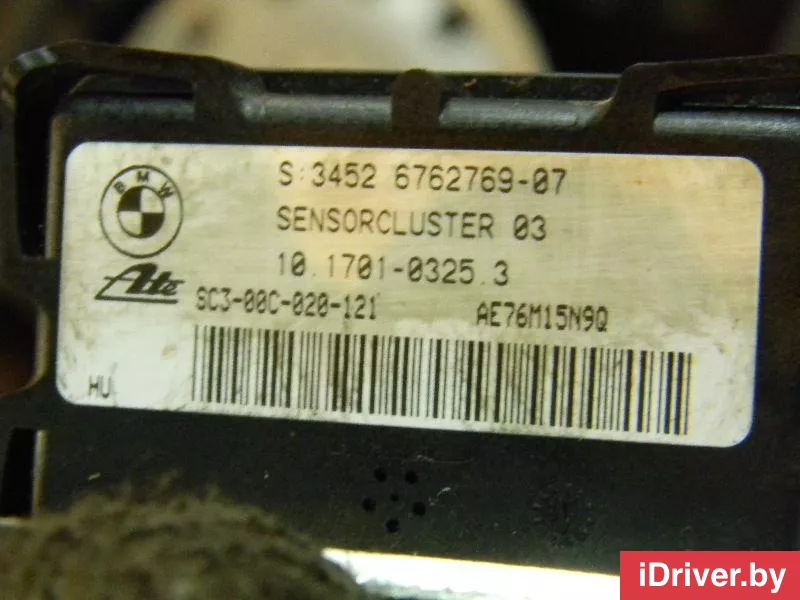 BMW
S:3452 6762769-07
SENSORCLUSTER 03
Ate
10.1701-0325.3
SC3-00C-020-121 AE76M15N9Q
HU
iDriver.by